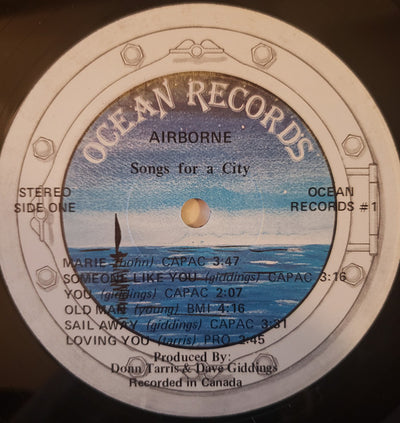 OCEAN RECORDS
AIRBORNE
Songs for a City
STEREO
SIDE ONE
OCEAN
RECORDS #1
MARIE (bohn) CAPAC 3:47
SOMEONE LIKE YOU (giddings) CAPAC 3:16
YOU (giddings) CAPAC 2:07
OLD MAN (young) BMI 4:16
SAIL AWAY (giddings) CAPAC 3:31
LOVING YOU (tarris) PRO 2:45
Produced By:
Donn Tarris & Dave Giddings
Recorded in Canada